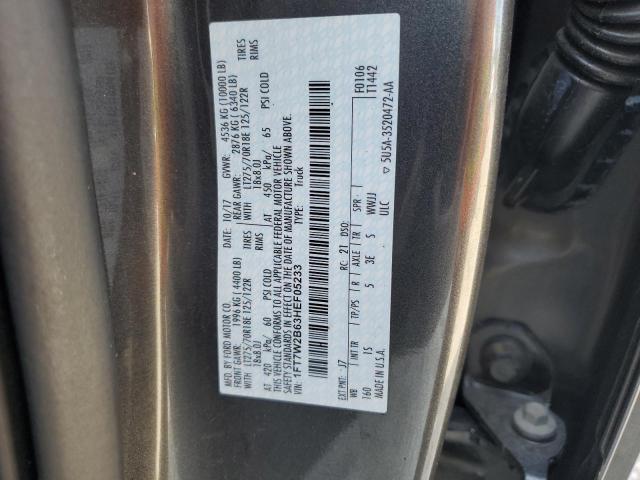 MFD. BY FORD MOTOR CO.
DATE: 10/17 GVWR: 4536 KG (10000 LB)
FRONT GAWR: 1996 KG (4400 LB) REAR GAWR: 2876 KG (6340 LB)
WITH LT275/70R18E 125/122R TIRES WITH LT275/70R18E 125/122R TIRES
18x8.0J RIMS 18x8.0J RIMS
AT 420 kPa/ 60 PSI COLD AT 450 kPa/ 65 PSI COLD
THIS VEHICLE CONFORMS TO ALL APPLICABLE FEDERAL MOTOR VEHICLE
SAFETY STANDARDS IN EFFECT ON THE DATE OF MANUFACTURE SHOWN ABOVE.
VIN: 1FT7W2B63HEF05233 TYPE: Truck
F0106
T1442
EXT PNT: J7 RC: 21 DSO:
WB INT TR TP/PS R AXLE TR SPR
160 IS 5 3E 5 WWJJ
ULC
▽ 5U5A-3520472-AA